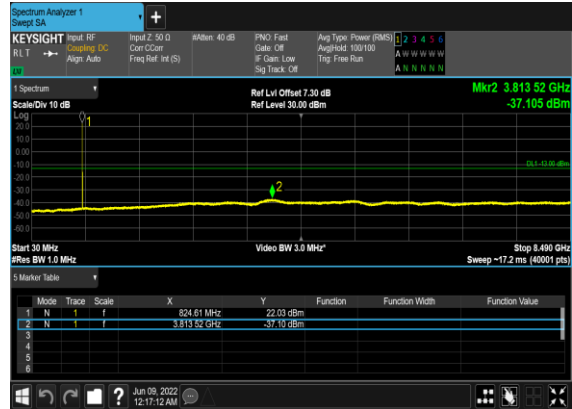 Spectrum Analyzer 1
Swept SA
+
KEYSIGHT Input: RF Input Z: 50 Ω #Atten: 40 dB PNO: Fast Avg Type: Power (RMS) 1 2 3 4 5 6
RLT Coupling: DC Corr CCorr Gate: Off Avg|Hold: 100/100 A W W W W W
Align: Auto Freq Ref: Int (S) IF Gain: Low Trig: Free Run
Sig Track: Off A N N N N N
1 Spectrum Ref Lvl Offset 7.30 dB Mkr2 3.813 52 GHz
Scale/Div 10 dB Ref Level 30.00 dBm -37.105 dBm
Log
1
20.0
10.0
0.00
-10.0
DL1 -13.00 dBm
-20.0
-30.0
2
-40.0
-50.0
-60.0
Start 30 MHz Video BW 3.0 MHz* Stop 8.490 GHz
#Res BW 1.0 MHz Sweep ~17.2 ms (40001 pts)
5 Marker Table
Mode Trace Scale X Y Function Function Width Function Value
1 N 1 f 824.61 MHz 22.03 dBm
2 N 1 f 3.813 52 GHz -37.10 dBm
3
4
5
6
? Jun 09, 2022
12:17:12 AM